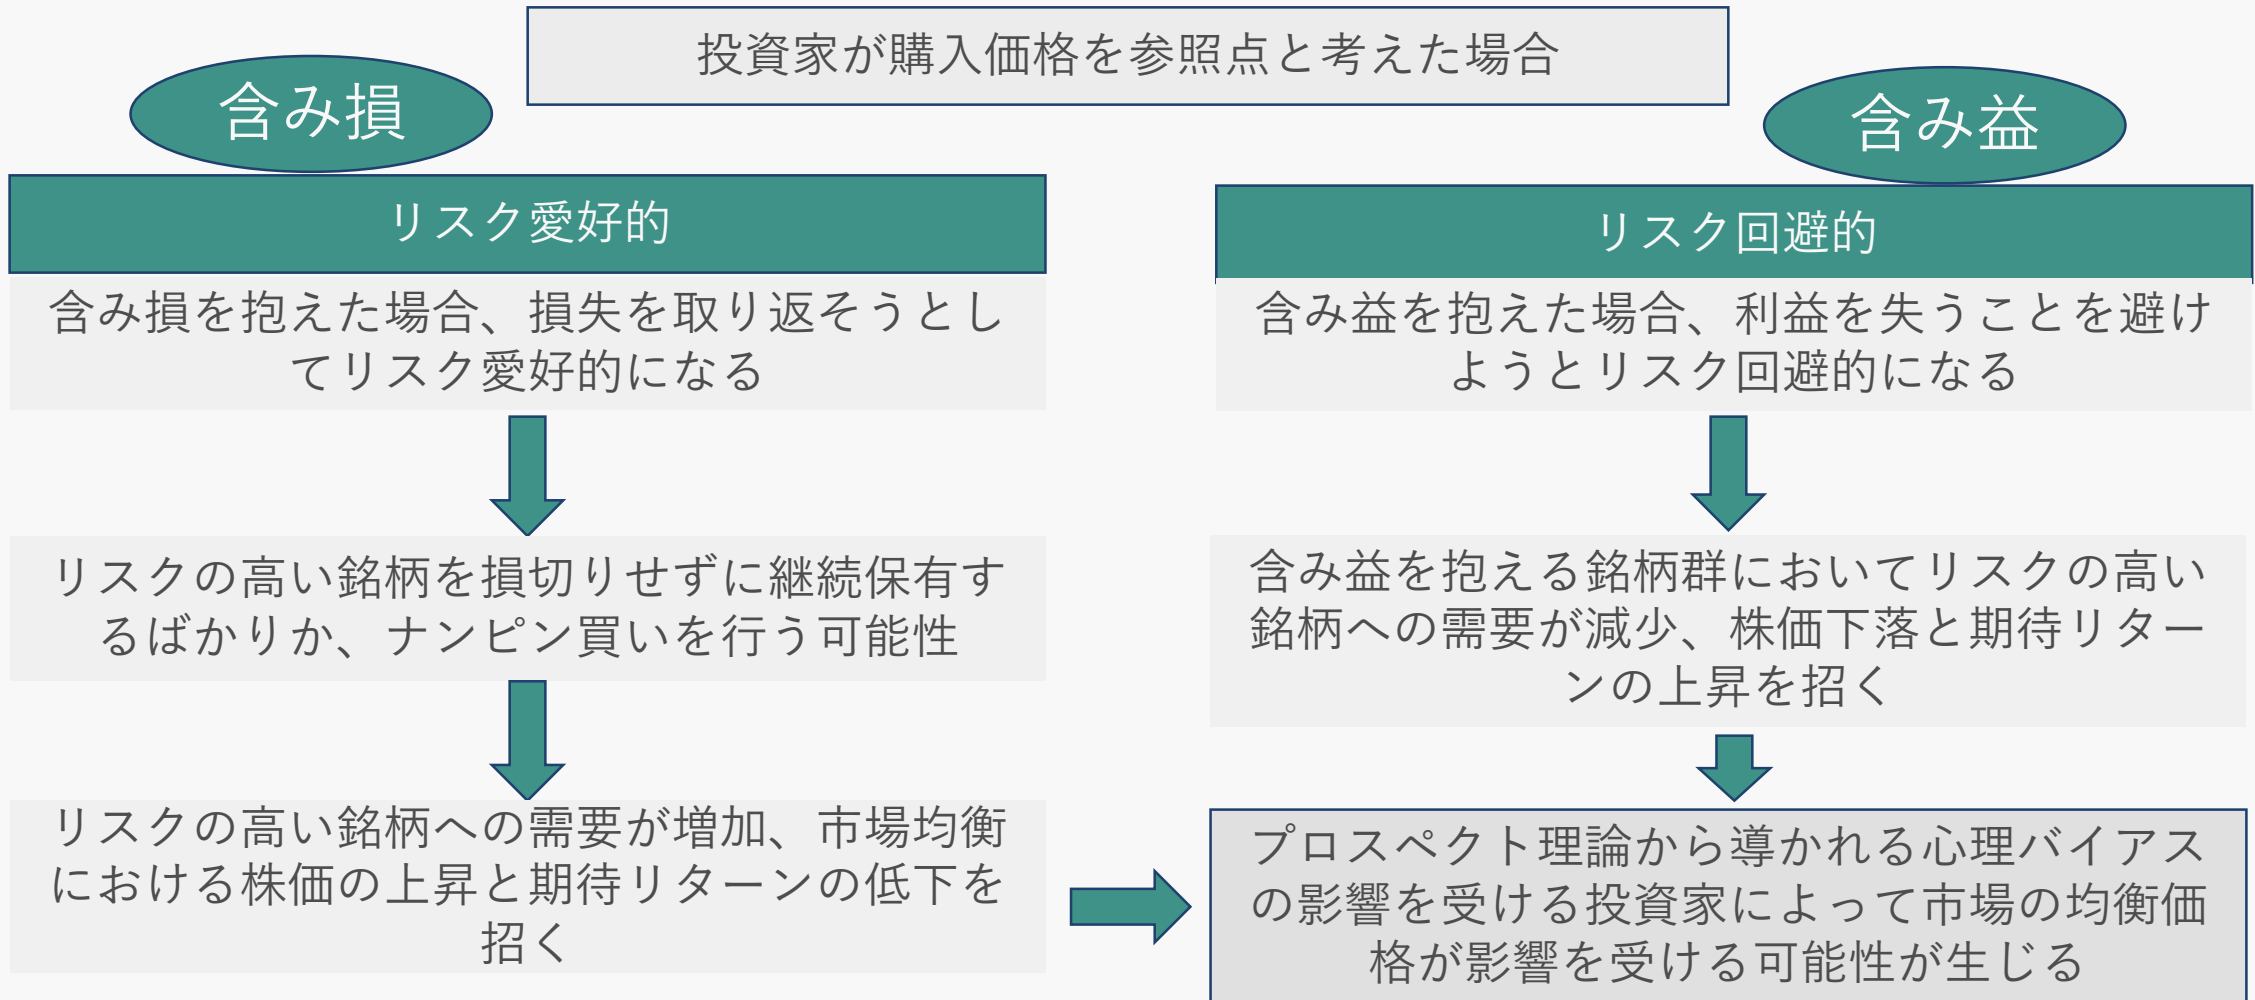 投資家が購入価格を参照点と考えた場合
含み損
リスク愛好的
含み損を抱えた場合、損失を取り返そうとし
てリスク愛好的になる
リスクの高い銘柄を損切りせずに継続保有す
るばかりか、ナンピン買いを行う可能性
リスクの高い銘柄への需要が増加、市場均衡
における株価の上昇と期待リターンの低下を
招く
含み益
リスク回避的
含み益を抱えた場合、利益を失うことを避け
ようとリスク回避的になる
含み益を抱える銘柄群においてリスクの高い
銘柄への需要が減少、株価下落と期待リター
ンの上昇を招く
プロスペクト理論から導かれる心理バイアス
の影響を受ける投資家によって市場の均衡価
格が影響を受ける可能性が生じる